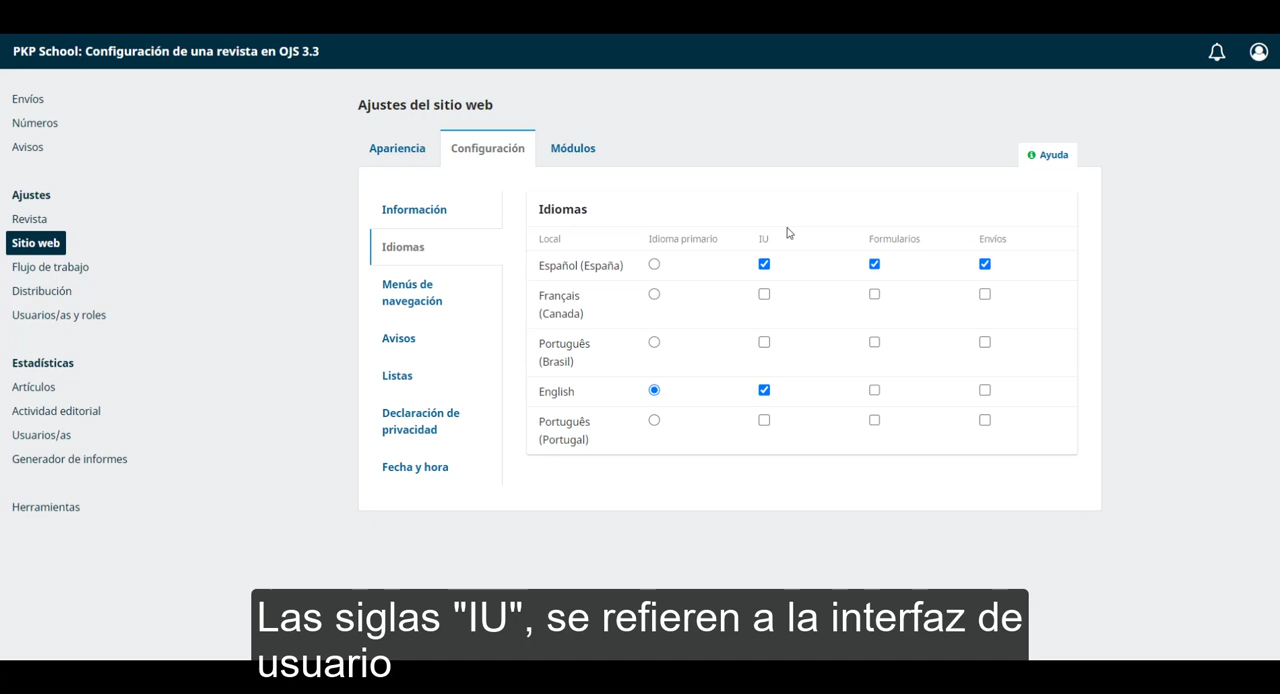 PKP School: Configuración de una revista en OJS 3.3
Envíos
Números
Avisos
Ajustes
Revista
Sitio web
Flujo de trabajo
Distribución
Usuarios/as y roles
Estadísticas
Artículos
Actividad editorial
Usuarios/as
Generador de informes
Herramientas
Ajustes del sitio web
Apariencia Configuración Módulos
Ayuda
Información
Idiomas
Menús de
navegación
Avisos
Listas
Declaración de
privacidad
Fecha y hora
Idiomas
Local Idioma primario IU Formularios Envíos
Español (España)
Français
(Canada)
Português
(Brasil)
English
Português
(Portugal)
Las siglas "IU", se refieren a la interfaz de
usuario